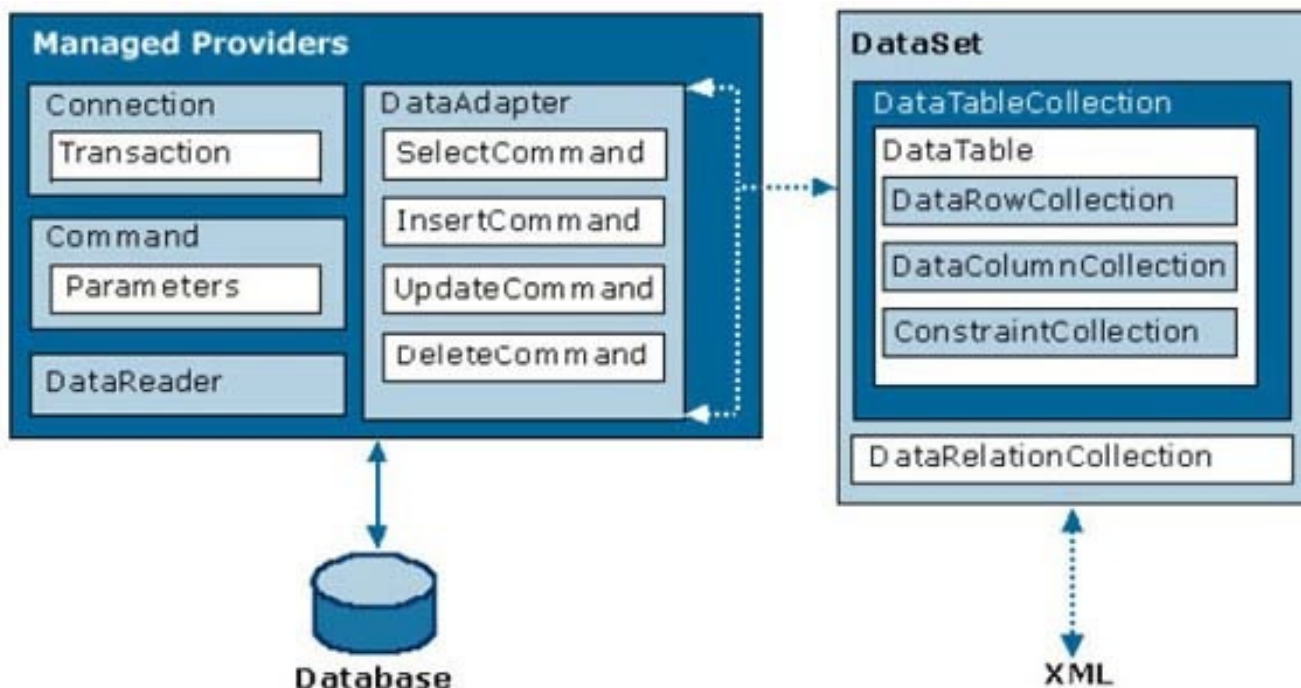 Managed Providers
Connection
Transaction
Command
Parameters
DataReader
DataAdapter
SelectCommand
InsertCommand
UpdateCommand
DeleteCommand
Database
DataSet
DataTableCollection
DataTable
DataRowCollection
DataColumnCollection
ConstraintCollection
DataRelationCollection
XML